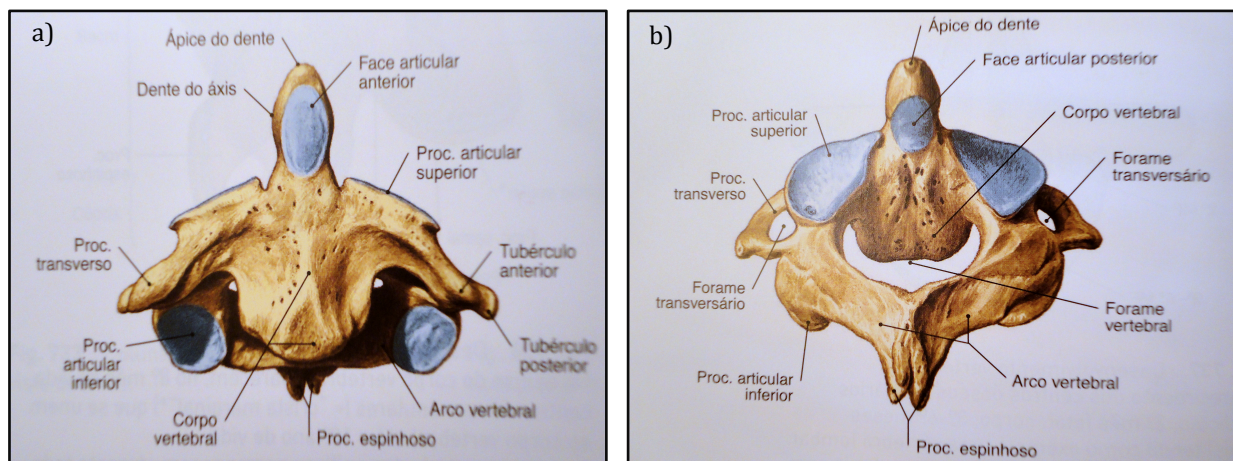 a)
Ápice do dente
Face articular
anterior
Dente do áxis
Proc. articular
superior
Proc.
transverso
Tubérculo
anterior
Proc.
articular
inferior
Tubérculo
posterior
Corpo
vertebral
Arco vertebral
Proc. espinhoso
b)
Ápice do dente
Face articular posterior
Proc. articular
superior
Corpo vertebral
Forame
transversário
Proc.
transverso
Forame
transversário
Forame
vertebral
Proc. articular
inferior
Arco vertebral
Proc. espinhoso